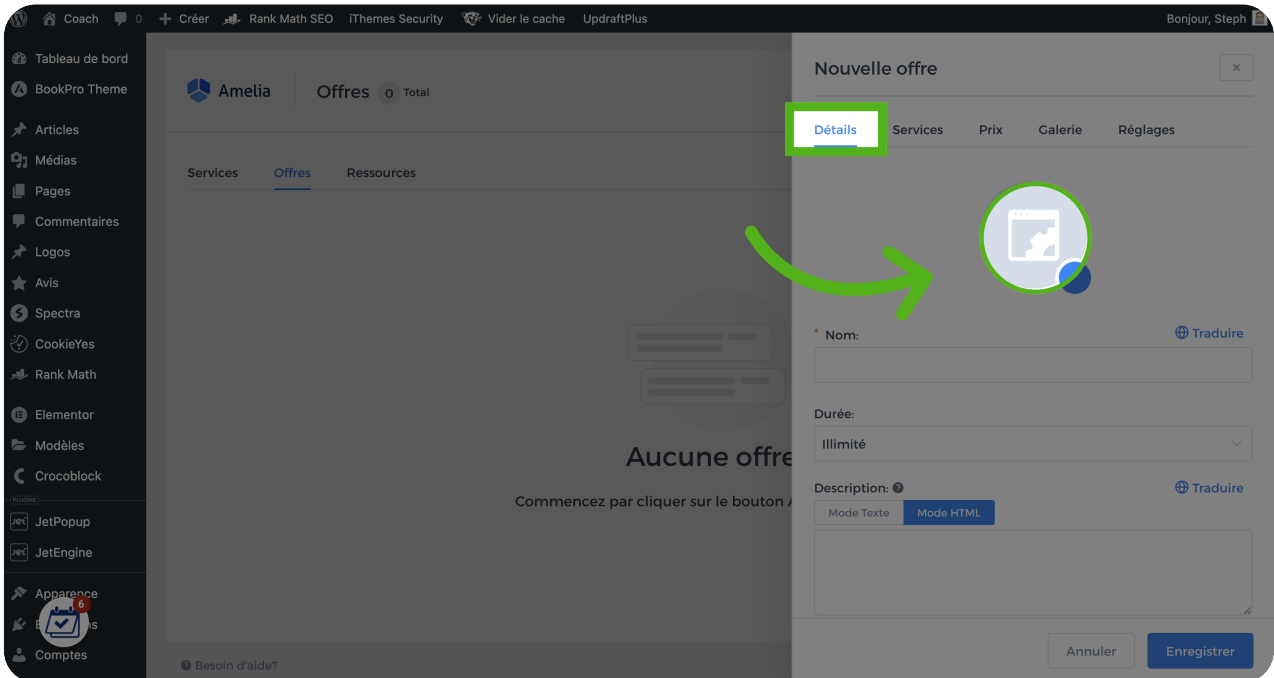 Coach 0 Créer Rank Math SEO iThemes Security Vider le cache UpdraftPlus Bonjour, Steph
Tableau de bord
BookPro Theme
Articles
Médias
Pages
Commentaires
Logos
Avis
Spectra
CookieYes
Rank Math
Elementor
Modèles
Crocoblock
PLUGINS
JetPopup
JetEngine
Apparence
6
Comptes
Amelia
Offres 0 Total
Services Offres Ressources
Aucune offre
Commencez par cliquer sur le bouton
Besoin d'aide?
Nouvelle offre
Détails Services Prix Galerie Réglages
* Nom: Traduire
Durée:
Illimité
Description: Traduire
Mode Texte Mode HTML
Annuler Enregistrer